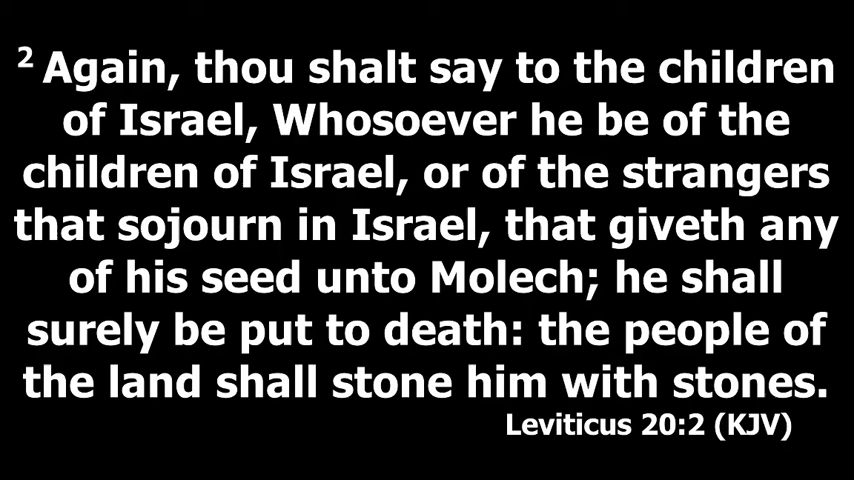 2 Again, thou shalt say to the children
of Israel, Whosoever he be of the
children of Israel, or of the strangers
that sojourn in Israel, that giveth any
of his seed unto Molech; he shall
surely be put to death: the people of
the land shall stone him with stones.
Leviticus 20:2 (KJV)